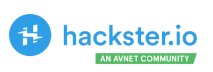 hackster.io
AN AVNET COMMUNITY